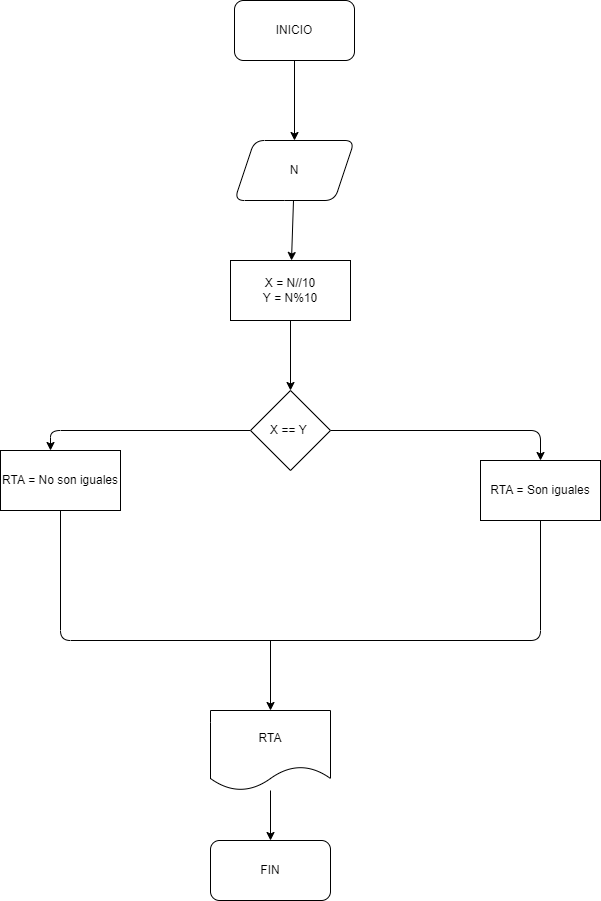 INICIO
N
X = N//10
Y = N%10
X == Y
RTA = No son iguales
RTA = Son iguales
RTA
FIN